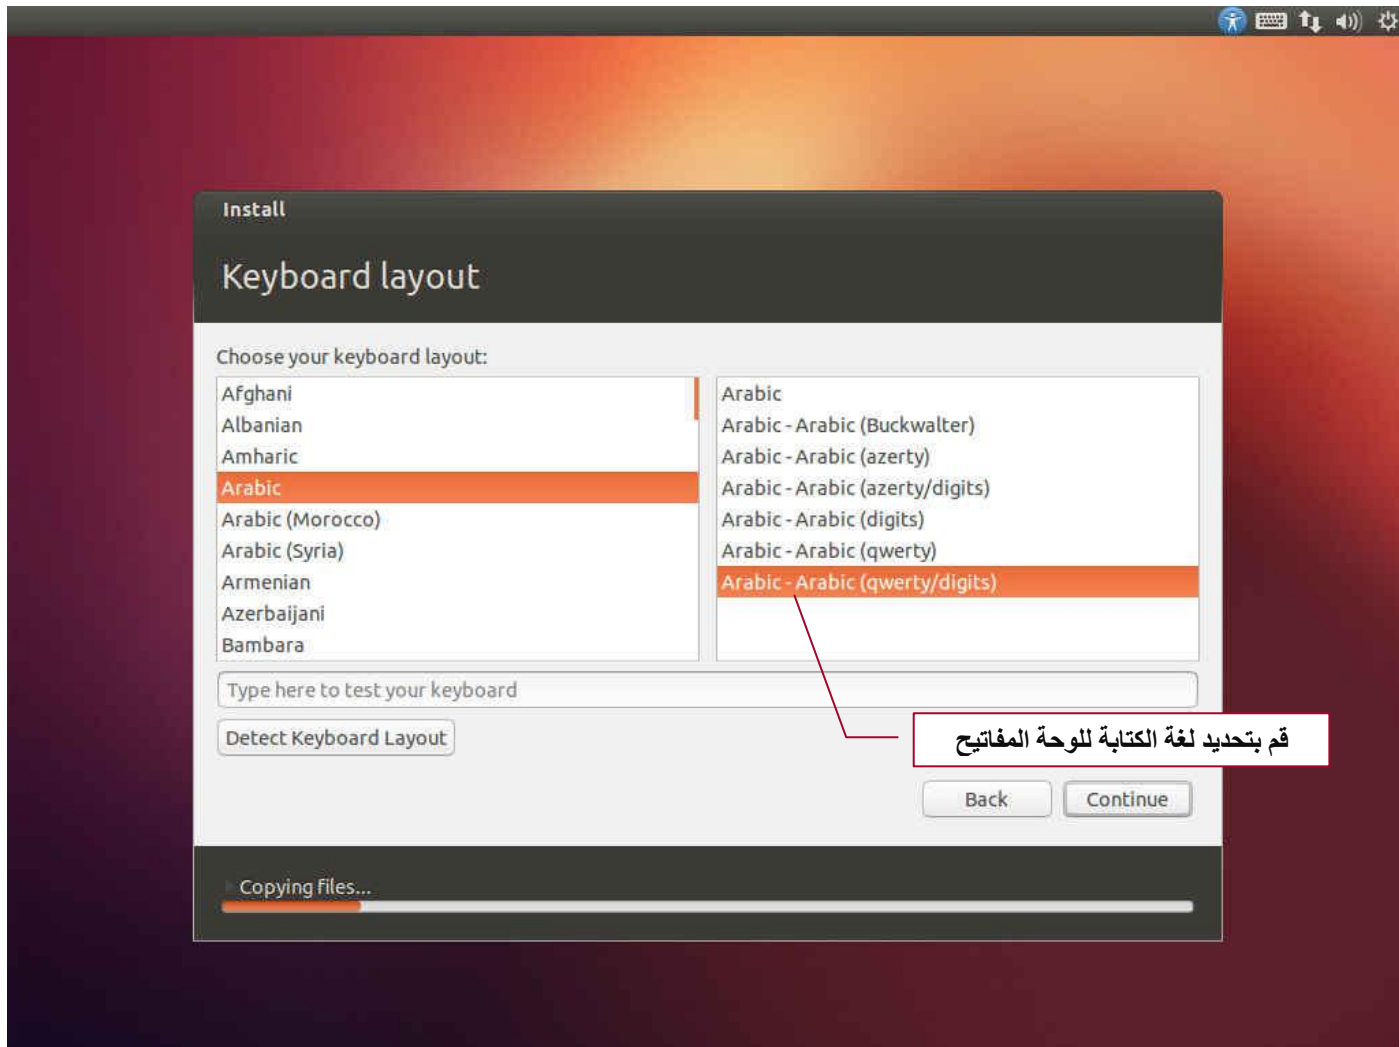 Install
Keyboard layout
Choose your keyboard layout:
Afghani
Albanian
Amharic
Arabic
Arabic (Morocco)
Arabic (Syria)
Armenian
Azerbaijani
Bambara
Arabic
Arabic - Arabic (Buckwalter)
Arabic - Arabic (azerty)
Arabic - Arabic (azerty/digits)
Arabic - Arabic (digits)
Arabic - Arabic (qwerty)
Arabic - Arabic (qwerty/digits)
Type here to test your keyboard
Detect Keyboard Layout
قم بتحديد لغة الكتابة للوحة المفاتيح
Back
Continue
Copying files...